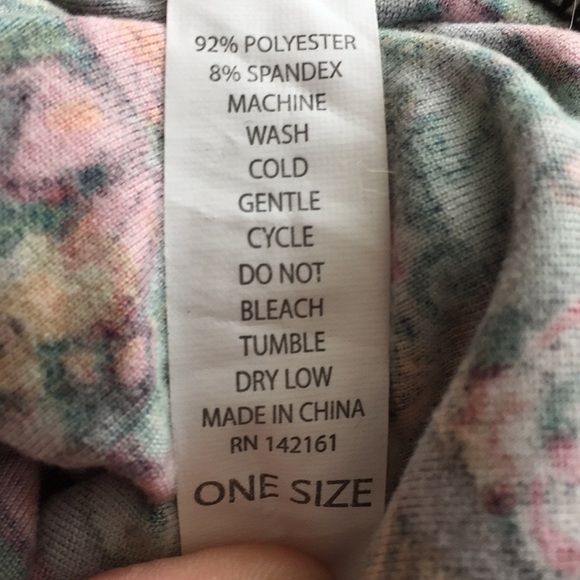 92% POLYESTER
8% SPANDEX
MACHINE
WASH
COLD
GENTLE
CYCLE
DO NOT
BLEACH
TUMBLE
DRY LOW
MADE IN CHINA
RN 142161
ONE SIZE